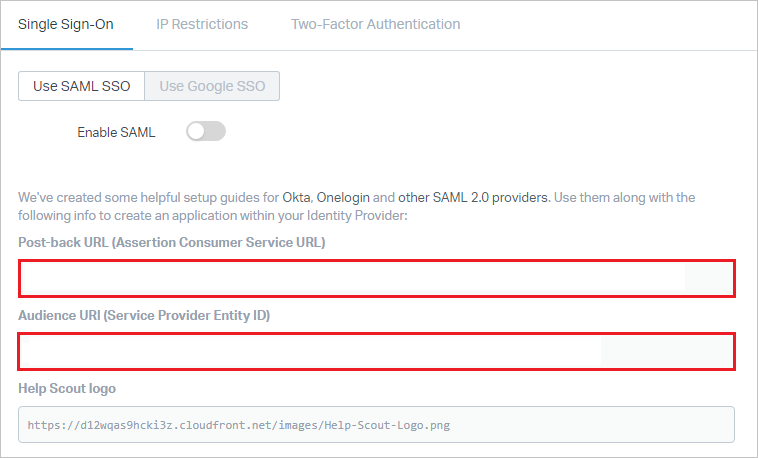 Single Sign-On IP Restrictions Two-Factor Authentication
Use SAML SSO Use Google SSO
Enable SAML
We've created some helpful setup guides for Okta, Onelogin and other SAML 2.0 providers. Use them along with the
following info to create an application within your Identity Provider:
Post-back URL (Assertion Consumer Service URL)
Audience URI (Service Provider Entity ID)
Help Scout logo
https://d12wqas9hcki3z.cloudfront.net/images/Help-Scout-Logo.png